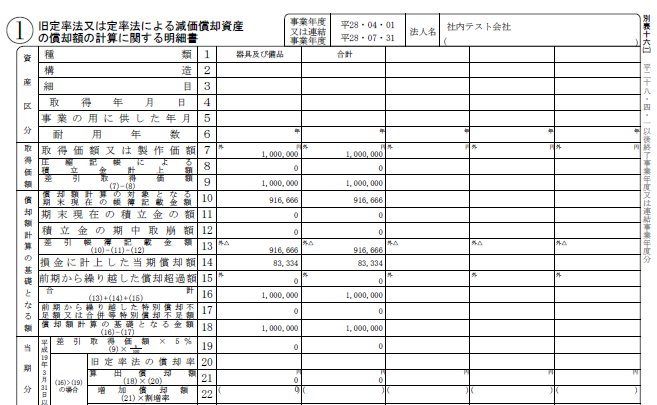 ①
旧定率法又は定率法による減価償却資産
の償却額の計算に関する明細書
事業年度
又は連結
事業年度
平28・04・01
平28・07・31
法人名
社内テスト会社
( )
別表十六(二) 平二十八・四・一以後終了事業年度又は連結事業年度分
資産区分
種類 1 器具及び備品 合計
構造 2
細目 3
取得年月日 4
事業の用に供した年月 5
耐用年数 6 年 年 年 年 年
取得価額
取得価額又は製作価額 7 外 1,000,000 円 外 1,000,000 円 外 円 外 円 外 円
圧縮記帳による
積立金計上額 8 0 0
差引取得価額
(7)-(8) 9 1,000,000 1,000,000
償却額計算の基礎となる額
償却額計算の対象となる
期末現在の帳簿記載金額 10 916,666 916,666
期末現在の積立金の額 11 0 0
積立金の期中取崩額 12 0 0
差引帳簿記載金額
(10)-(11)-(12) 13 外△ 916,666 外△ 916,666 外△ 外△ 外△
損金に計上した当期償却額 14 83,334 83,334
前期から繰り越した償却超過額 15 外 0 外 0 外 外 外
合計
(13)+(14)+(15) 16 1,000,000 1,000,000
前期から繰り越した特別償却不
足額又は合併等特別償却不足額 17 0 0
償却額計算の基礎となる金額
(16)-(17) 18 1,000,000 1,000,000
当期分
平成19年3月31日以
差引取得価額×5%
(9)× 19 0 0
(16)>(19)
の場合
旧定率法の償却率 20
算出償却額
(18)×(20) 21 0 円 0 円 円 円 円
増加償却額
(21)×割増率 22 ( 0) ( ) ( ) ( ) ( )